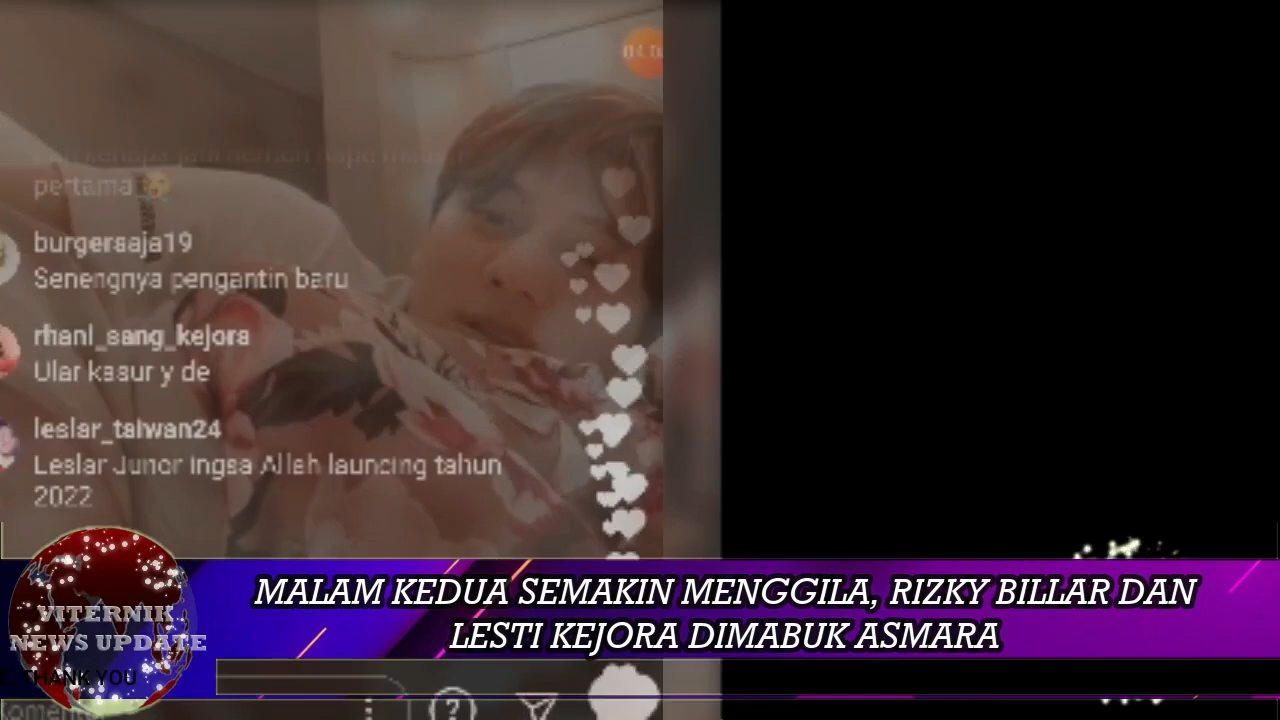 pertama
burgersaja19
Senengnya pengantin baru
rhani_sang_kejora
Ular kasur y de
leslar_taiwan24
Leslar Junor ingsa Allah launcing tahun
2022
MALAM KEDUA SEMAKIN MENGGILA, RIZKY BILLAR DAN
LESTI KEJORA DIMABUK ASMARA
VITERNIK
NEWS UPDATE
THANK YOU